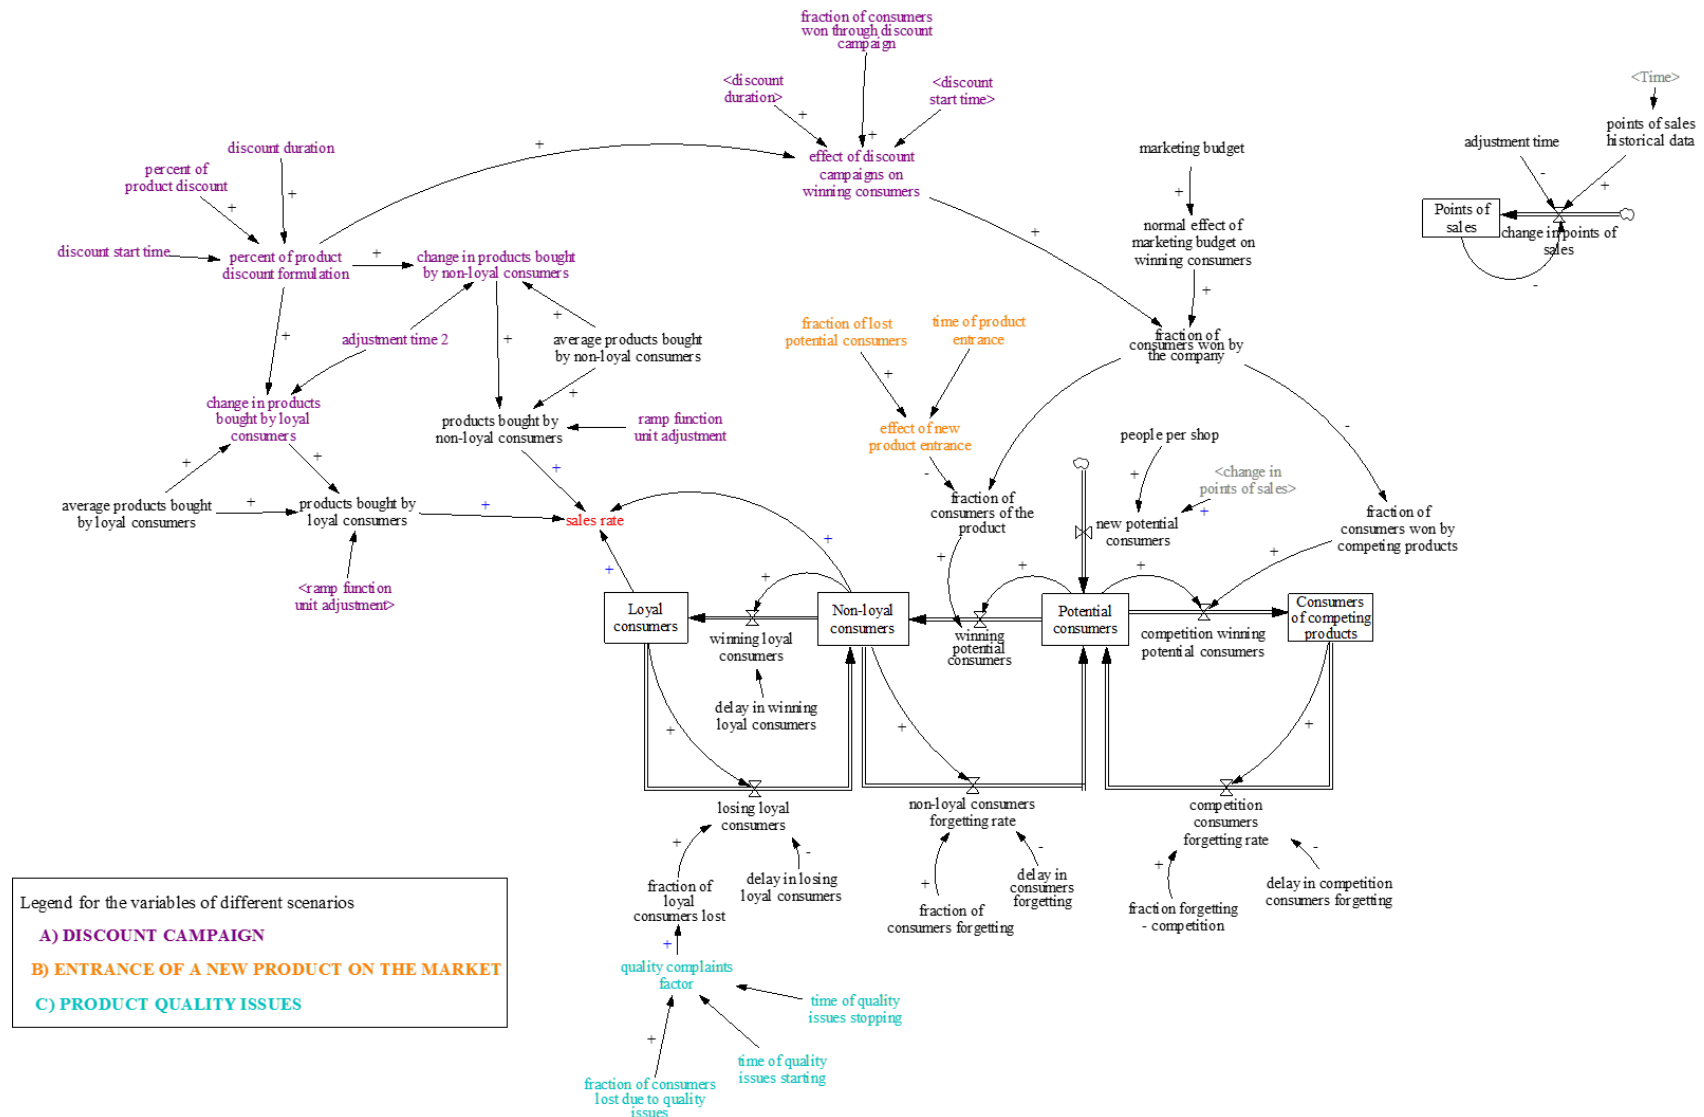 fraction of consumers
won through discount
campaign
<discount
duration>
<discount
start time>
<Time>
points of sales
historical data
adjustment time
marketing budget
discount duration
percent of
product discount
effect of discount
campaigns on
winning consumers
Points of
sales
change in points of
sales
normal effect of
marketing budget on
winning consumers
discount start time
percent of product
discount formulation
change in products bought
by non-loyal consumers
fraction of lost
potential consumers
time of product
entrance
adjustment time 2
average products bought
by non-loyal consumers
fraction of
consumers won by
the company
change in products
bought by loyal
consumers
products bought by
non-loyal consumers
ramp function
unit adjustment
effect of new
product entrance
people per shop
<change in
points of sales>
average products bought
by loyal consumers
products bought by
loyal consumers
sales rate
fraction of
consumers of the
product
new potential
consumers
fraction of
consumers won by
competing products
<ramp function
unit adjustment>
Loyal
consumers
Non-loyal
consumers
Potential
consumers
Consumers
of competing
products
winning loyal
consumers
winning
potential
consumers
competition winning
potential consumers
delay in winning
loyal consumers
losing loyal
consumers
non-loyal consumers
forgetting rate
competition
consumers
forgetting rate
fraction of
loyal
consumers lost
delay in losing
loyal consumers
fraction of
consumers forgetting
delay in
consumers
forgetting
fraction forgetting
- competition
delay in competition
consumers forgetting
quality complaints
factor
time of quality
issues stopping
time of quality
issues starting
fraction of consumers
lost due to quality
issues
Legend for the variables of different scenarios
A) DISCOUNT CAMPAIGN
B) ENTRANCE OF A NEW PRODUCT ON THE MARKET
C) PRODUCT QUALITY ISSUES